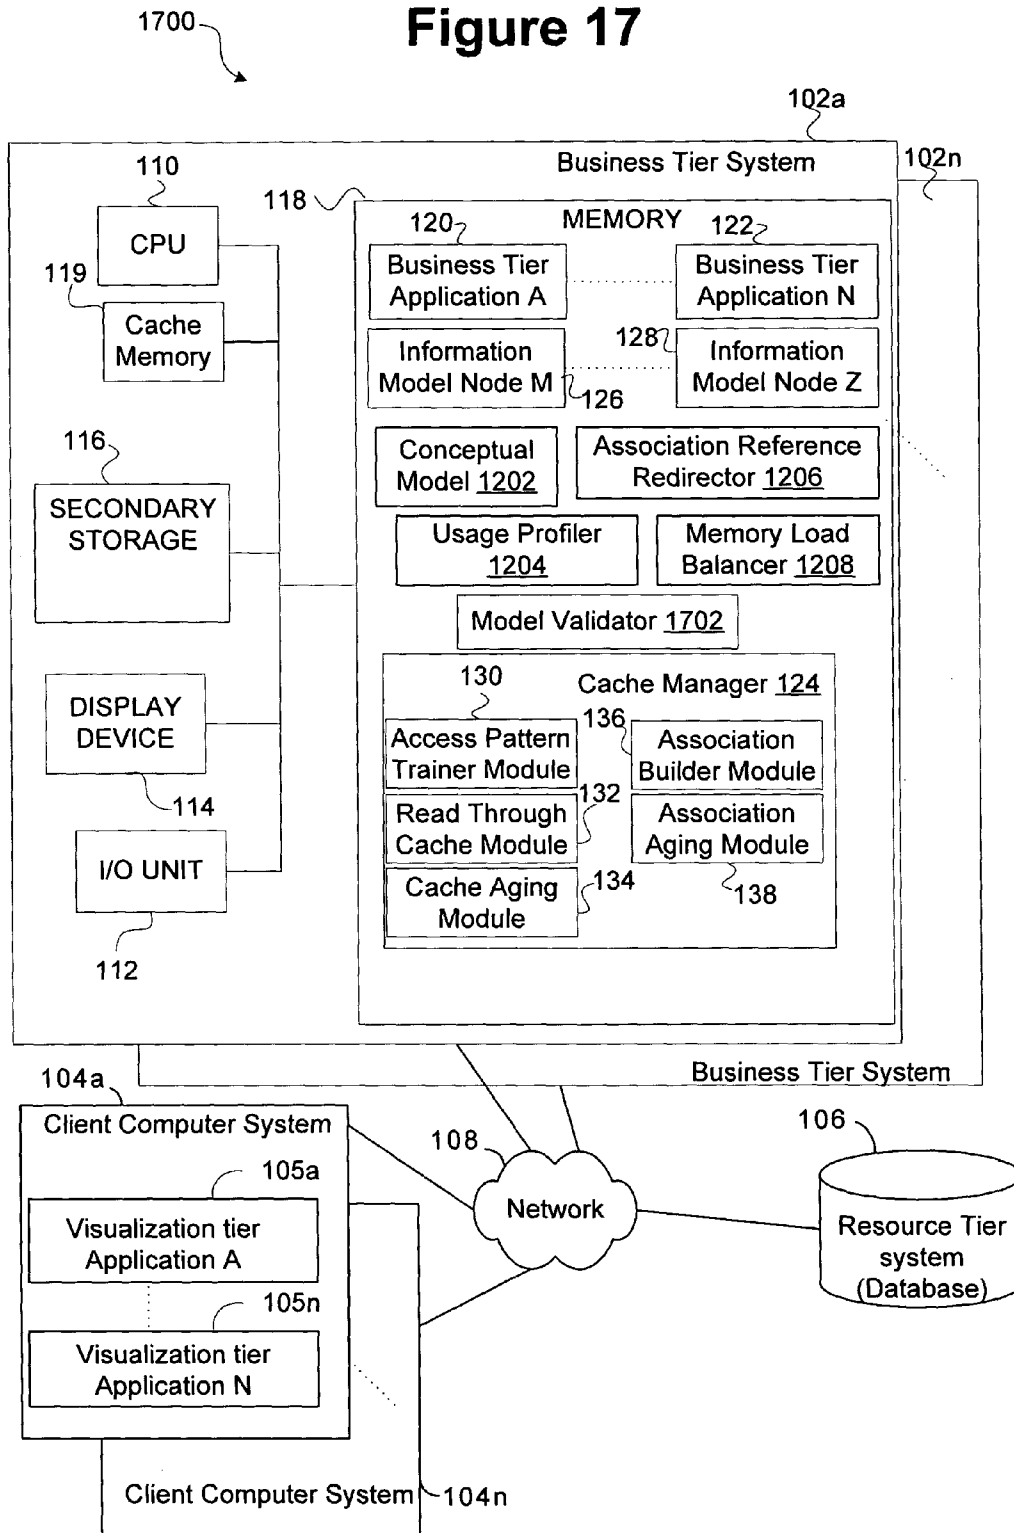 Figure 17
1700
102a
102n
Business Tier System
110
CPU
118
MEMORY
120
Business Tier
Application A
122
Business Tier
Application N
119
Cache
Memory
Information
Model Node M
126
128
Information
Model Node Z
116
SECONDARY
STORAGE
Conceptual
Model 1202
Association Reference
Redirector 1206
Usage Profiler
1204
Memory Load
Balancer 1208
Model Validator 1702
Cache Manager 124
130
Access Pattern
Trainer Module
136
Association
Builder Module
DISPLAY
DEVICE
114
132
Read Through
Cache Module
Association
Aging Module
138
I/O UNIT
112
134
Cache Aging
Module
Business Tier System
104a
Client Computer System
105a
Visualization tier
Application A
105n
Visualization tier
Application N
108
Network
106
Resource Tier
system
(Database)
Client Computer System
104n